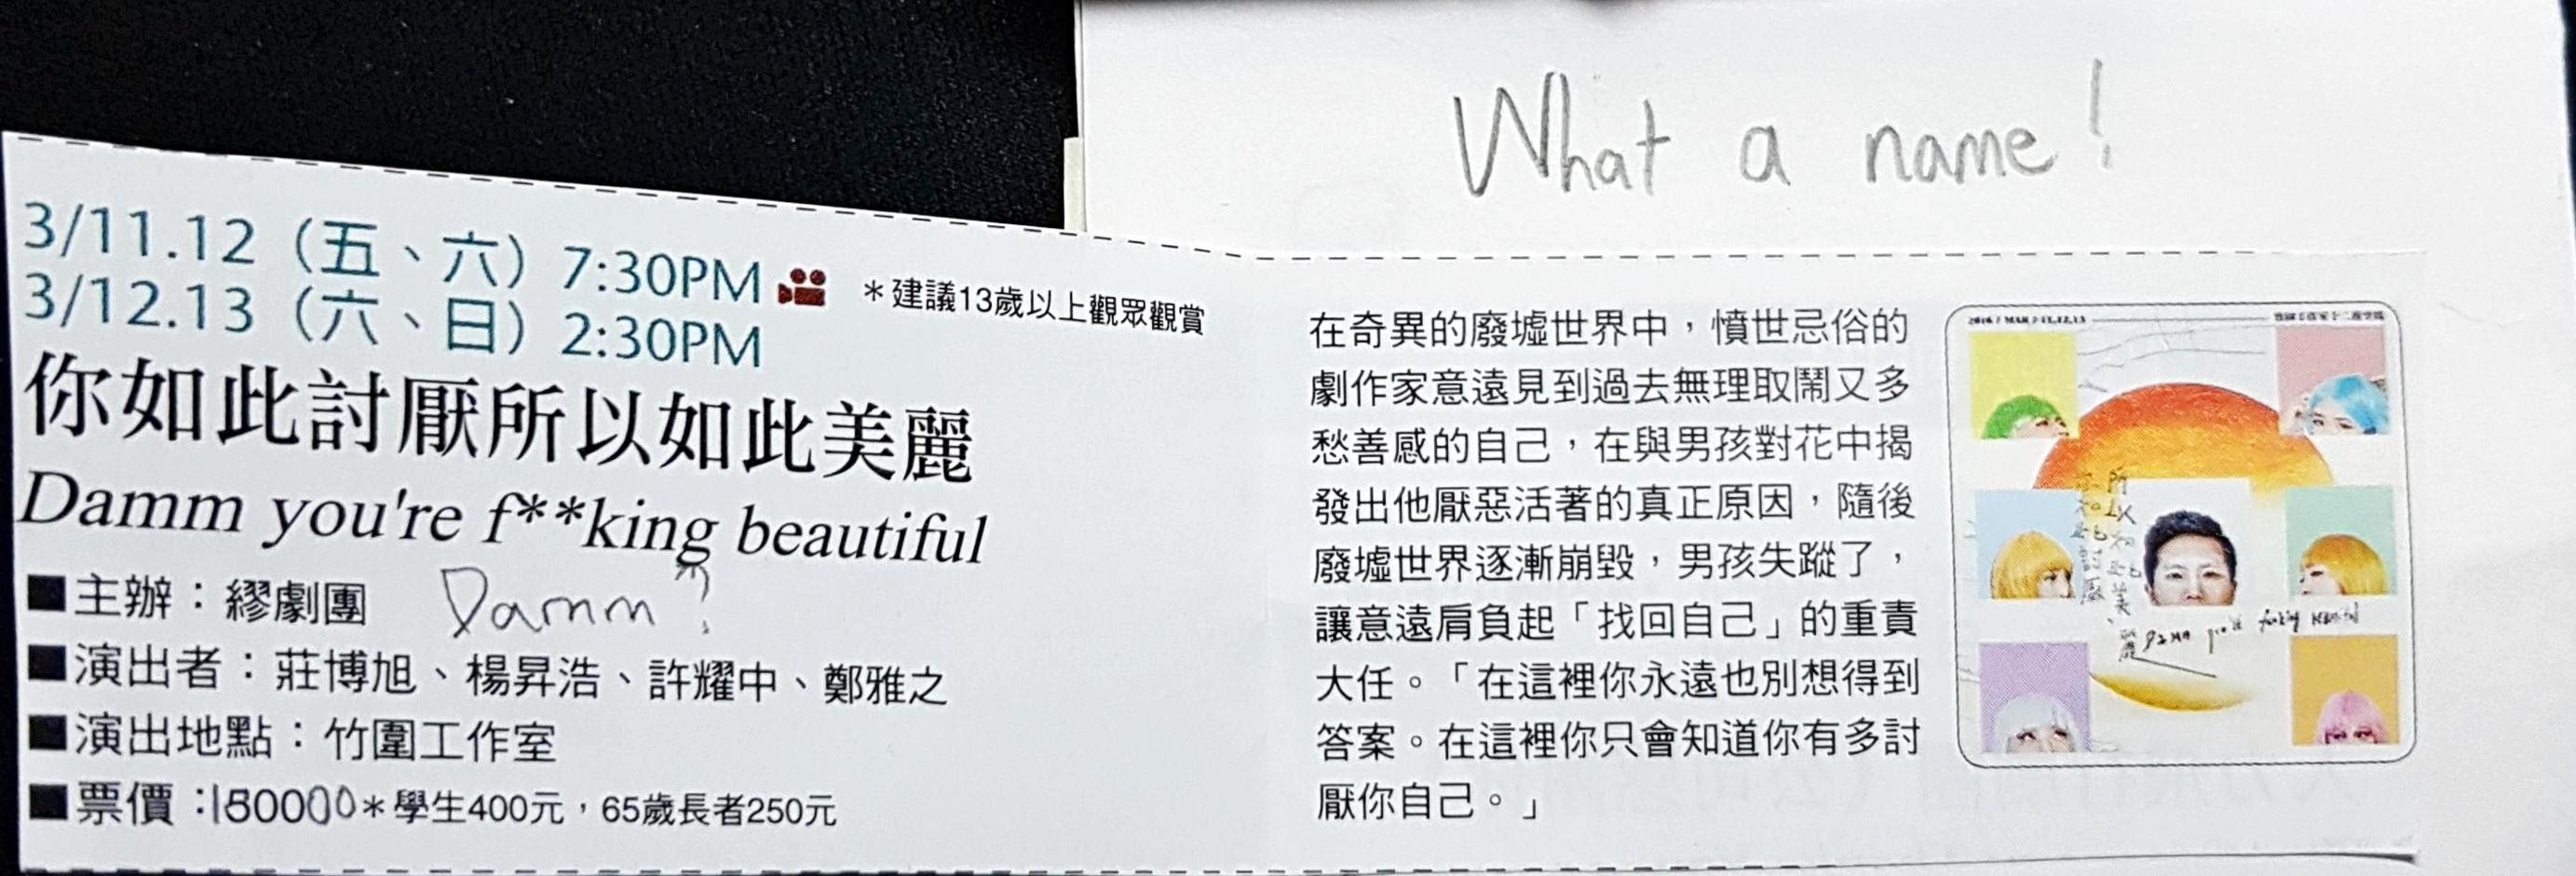 What a name!
3/11.12（五、六）7:30PM ＊建議13歲以上觀眾觀賞
3/12.13（六、日）2:30PM
你如此討厭所以如此美麗
Damm you're f**king beautiful
■主辦：繆劇團
Damm?
■演出者：莊博旭、楊昇浩、許耀中、鄭雅之
■演出地點：竹圍工作室
■票價：150000＊學生400元，65歲長者250元
在奇異的廢墟世界中，憤世忌俗的
劇作家意遠見到過去無理取鬧又多
愁善感的自己，在與男孩對花中揭
發出他厭惡活著的真正原因，隨後
廢墟世界逐漸崩毀，男孩失蹤了，
讓意遠肩負起「找回自己」的重責
大任。「在這裡你永遠也別想得到
答案。在這裡你只會知道你有多討
厭你自己。」
2016 / MAR / 11.12.13
你如此討厭
所以如此美麗